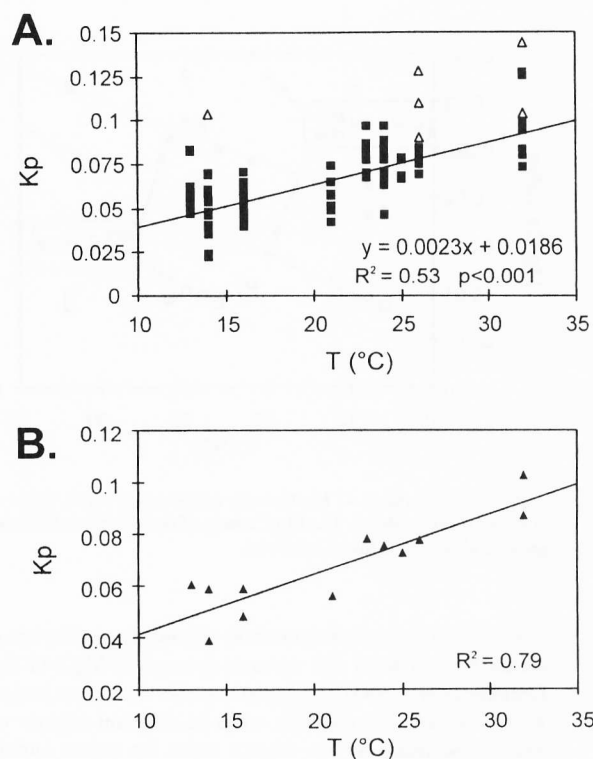 A.
0.15
0.125
0.1
0.075
0.05
0.025
0
Kp
y = 0.0023x + 0.0186
R² = 0.53 p<0.001
10 15 20 25 30 35
T (°C)
B.
0.12
0.1
0.08
0.06
0.04
0.02
Kp
R² = 0.79
10 15 20 25 30 35
T (°C)